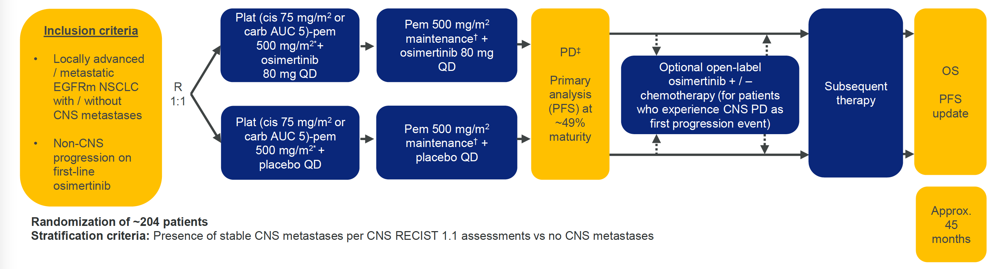 Inclusion criteria
• Locally advanced
/ metastatic
EGFRm NSCLC
with / without
CNS metastases
• Non-CNS
progression on
first-line
osimertinib
R
1:1
Plat (cis 75 mg/m2 or
carb AUC 5)-pem
500 mg/m2*+
osimertinib
80 mg QD
Plat (cis 75 mg/m2 or
carb AUC 5)-pem
500 mg/m2* +
placebo QD
Pem 500 mg/m2
maintenance† +
osimertinib 80 mg
QD
Pem 500 mg/m2
maintenance† +
placebo QD
PD‡
Primary
analysis
(PFS) at
~49%
maturity
Optional open-label
osimertinib + / –
chemotherapy (for patients
who experience CNS PD as
first progression event)
Subsequent
therapy
OS
PFS
update
Approx.
45
months
Randomization of ~204 patients
Stratification criteria: Presence of stable CNS metastases per CNS RECIST 1.1 assessments vs no CNS metastases